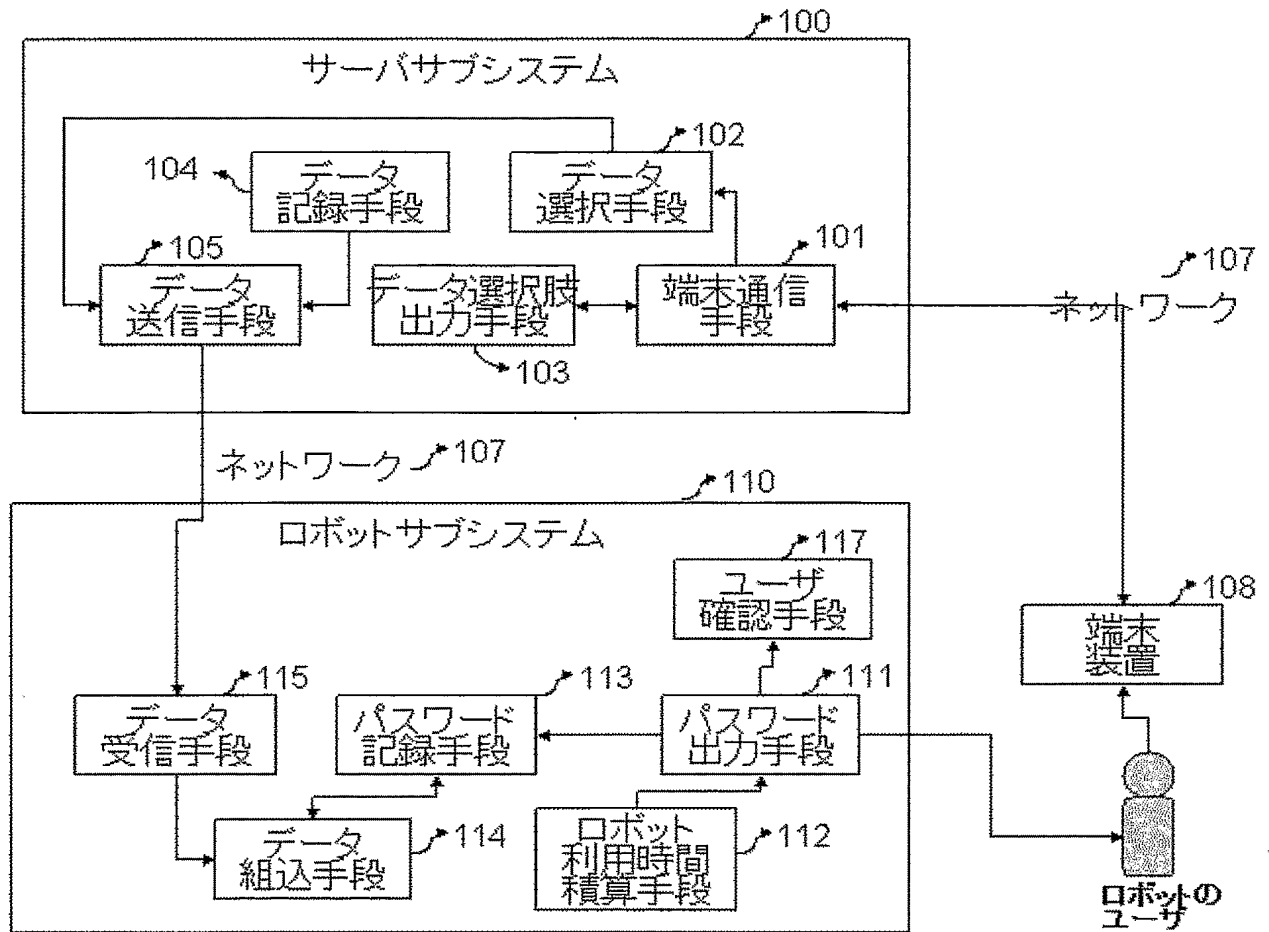 100
サーバサブシステム
102
データ
選択手段
104
データ
記録手段
105
データ
送信手段
データ選択肢
出力手段
103
101
端末通信
手段
107
ネットワーク
ネットワーク
107
110
ロボットサブシステム
117
ユーザ
確認手段
108
端末
装置
115
データ
受信手段
113
パスワード
記録手段
111
パスワード
出力手段
データ
組込手段
114
ロボット
利用時間
積算手段
112
ロボットの
ユーザ